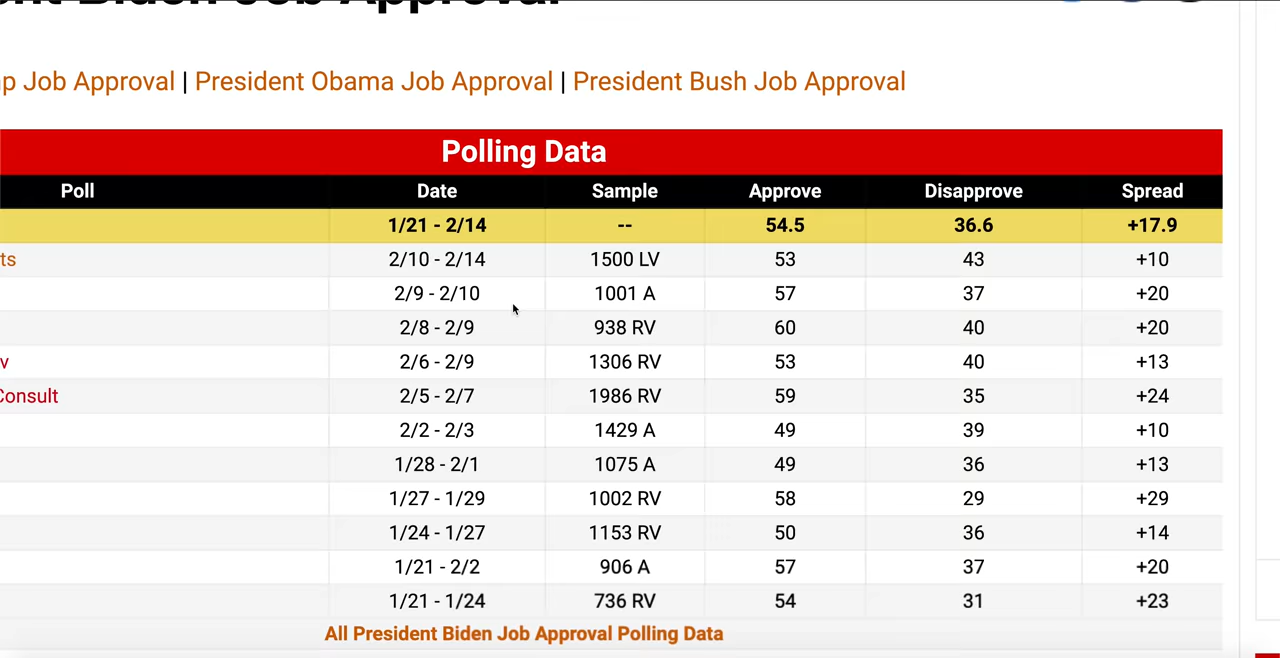 Biden Job Approval
Job Approval | President Obama Job Approval | President Bush Job Approval
Polling Data
Poll Date Sample Approve Disapprove Spread
1/21 - 2/14 -- 54.5 36.6 +17.9
ts 2/10 - 2/14 1500 LV 53 43 +10
2/9 - 2/10 1001 A 57 37 +20
2/8 - 2/9 938 RV 60 40 +20
v 2/6 - 2/9 1306 RV 53 40 +13
Consult 2/5 - 2/7 1986 RV 59 35 +24
2/2 - 2/3 1429 A 49 39 +10
1/28 - 2/1 1075 A 49 36 +13
1/27 - 1/29 1002 RV 58 29 +29
1/24 - 1/27 1153 RV 50 36 +14
1/21 - 2/2 906 A 57 37 +20
1/21 - 1/24 736 RV 54 31 +23
All President Biden Job Approval Polling Data